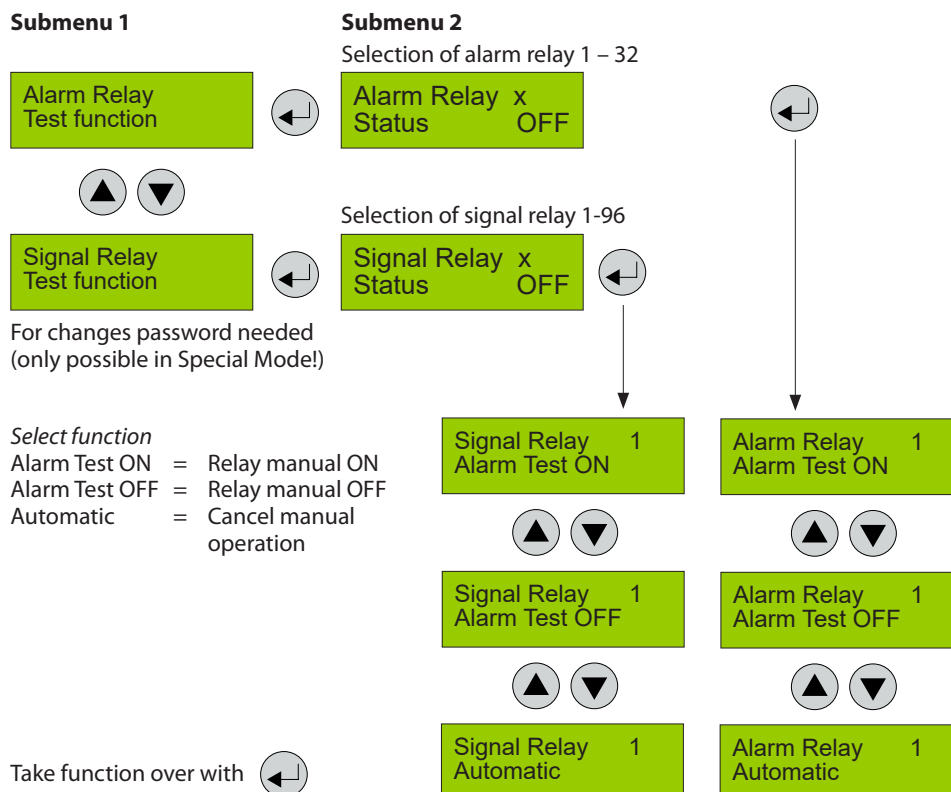 Submenu 1
Submenu 2
Selection of alarm relay 1 – 32
Alarm Relay
Test function
Alarm Relay x
Status OFF
Selection of signal relay 1-96
Signal Relay
Test function
Signal Relay x
Status OFF
For changes password needed
(only possible in Special Mode!)
Select function
Alarm Test ON = Relay manual ON
Alarm Test OFF = Relay manual OFF
Automatic = Cancel manual
operation
Signal Relay 1
Alarm Test ON
Alarm Relay 1
Alarm Test ON
Signal Relay 1
Alarm Test OFF
Alarm Relay 1
Alarm Test OFF
Signal Relay 1
Automatic
Alarm Relay 1
Automatic
Take function over with